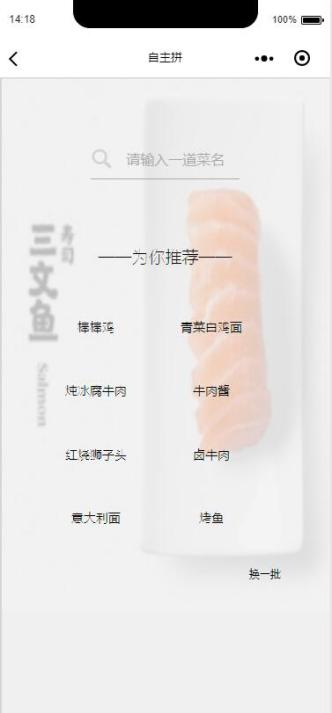 14:18
100%
自主拼
请输入一道菜名
三文鱼
寿司
Salmon
——为你推荐——
棒棒鸡 青菜白鸡面
炖冰腐牛肉 牛肉酱
红烧狮子头 卤牛肉
意大利面 烤鱼
换一批